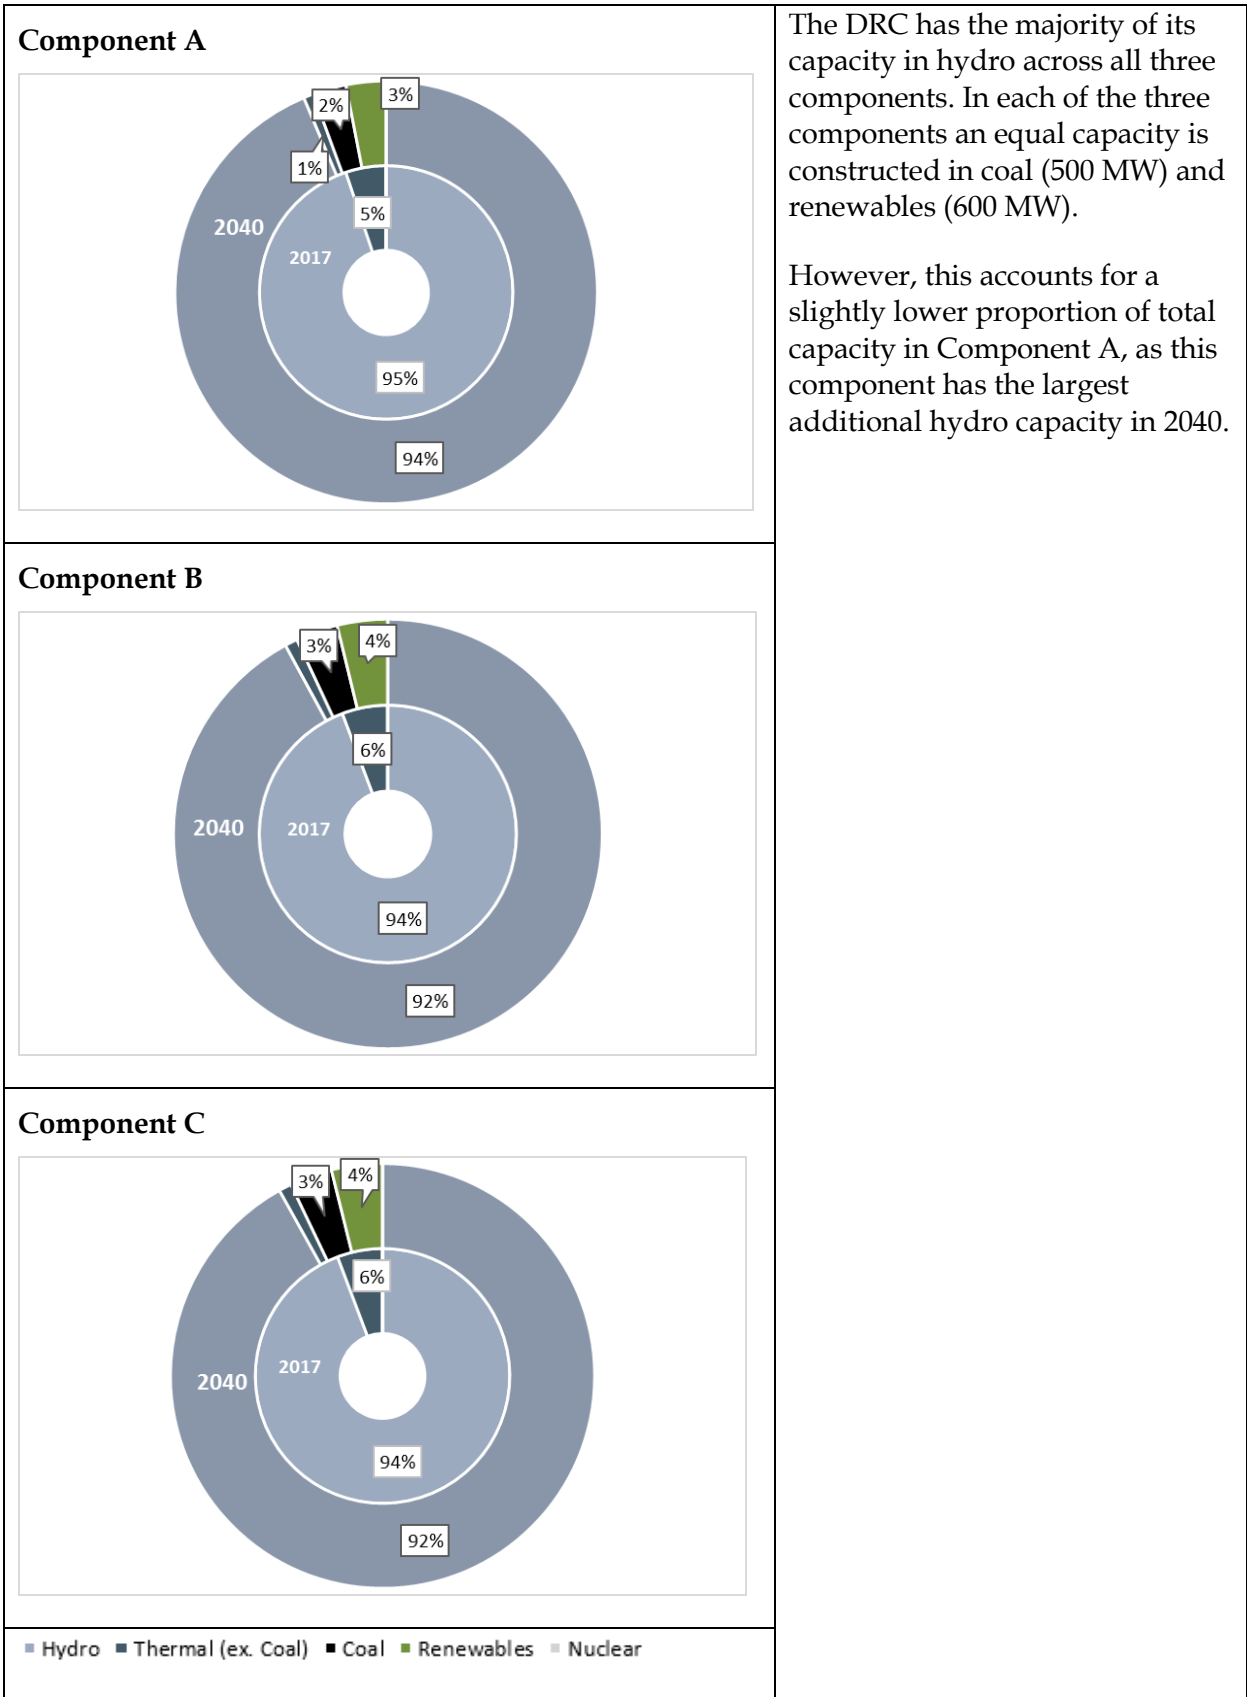 Component A
2%
3%
1%
5%
2040
2017
95%
94%
The DRC has the majority of its
capacity in hydro across all three
components. In each of the three
components an equal capacity is
constructed in coal (500 MW) and
renewables (600 MW).
However, this accounts for a
slightly lower proportion of total
capacity in Component A, as this
component has the largest
additional hydro capacity in 2040.
Component B
3%
4%
6%
2040
2017
94%
92%
Component C
3%
4%
6%
2017
2040
94%
92%
Hydro Thermal (ex. Coal) Coal Renewables Nuclear